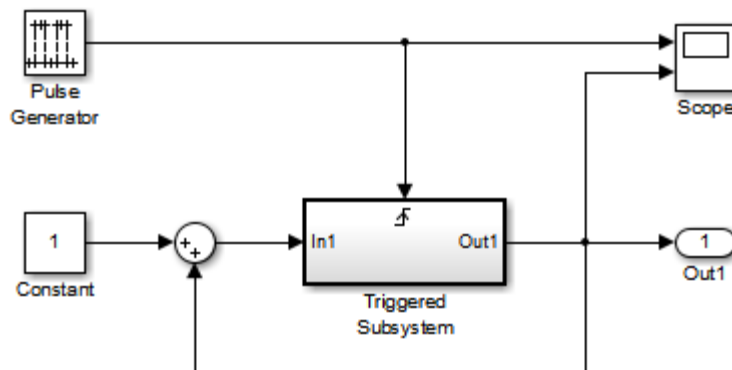 Pulse
Generator
Scope
1
Constant
++
In1
Out1
Triggered
Subsystem
1
Out1